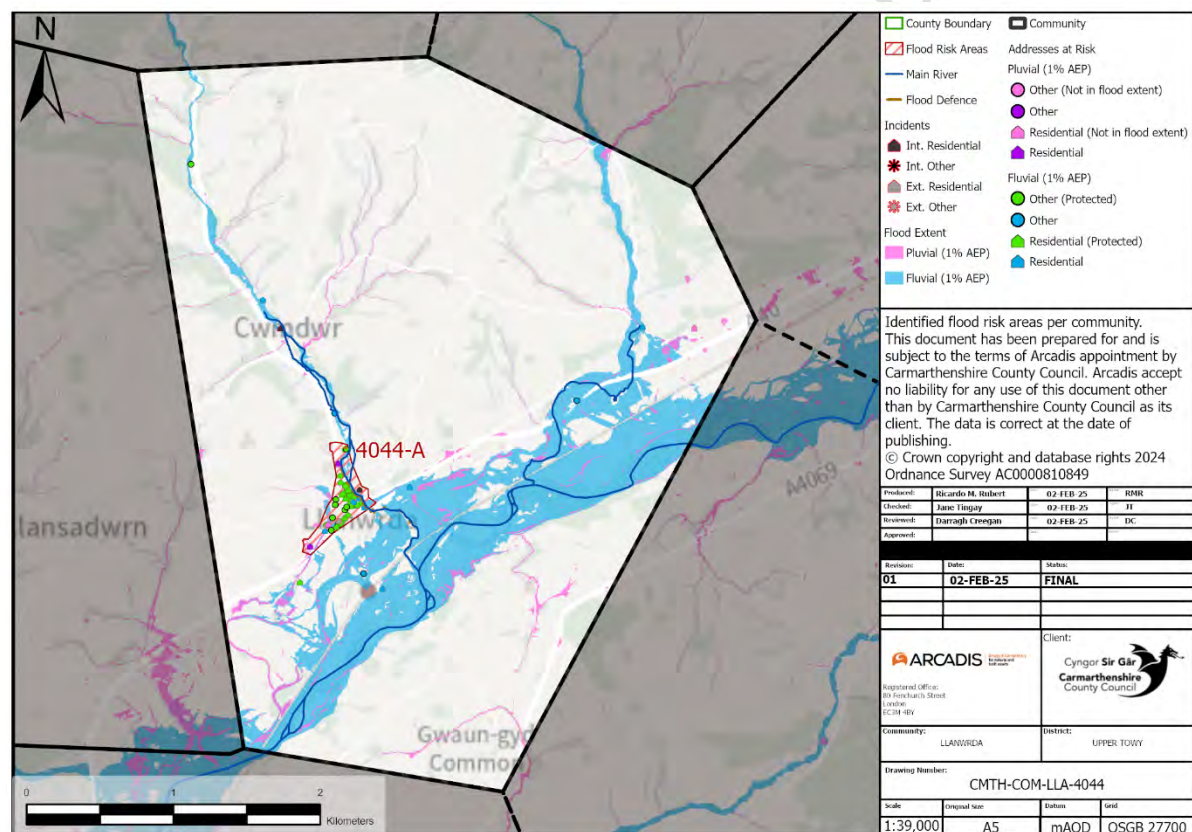 N
Cwmdwr
4044-A
A40
A4069
Llanwrda
llansadwrn
Gwaun-gyd
Common
0
1
2
Kilometers
County Boundary
Community
Flood Risk Areas
Main River
Flood Defence
Incidents
Int. Residential
Int. Other
Ext. Residential
Ext. Other
Flood Extent
Pluvial (1% AEP)
Fluvial (1% AEP)
Addresses at Risk
Pluvial (1% AEP)
Other (Not in flood extent)
Other
Residential (Not in flood extent)
Residential
Fluvial (1% AEP)
Other (Protected)
Other
Residential (Protected)
Residential
Identified flood risk areas per community.
This document has been prepared for and is
subject to the terms of Arcadis appointment by
Carmarthenshire County Council. Arcadis accept
no liability for any use of this document other
than by Carmarthenshire County Council as its
client. The data is correct at the date of
publishing.
© Crown copyright and database rights 2024
Ordnance Survey AC0000810849
Produced: Ricardo M. Rubert 02-FEB-25 RMR
Checked: Jane Tingay 02-FEB-25 JT
Reviewed: Darragh Creegan 02-FEB-25 DC
Approved:
Revision: Date: Status:
01 02-FEB-25 FINAL
ARCADIS
Registered Office:
80 Fenchurch Street
London
EC3M 4BY
Client:
Cyngor Sir Gâr
Carmarthenshire
County Council
Community:
LLANWRDA
District:
UPPER TOWY
Drawing Number:
CMTH-COM-LLA-4044
Scale Original Size Datum Grid
1:39,000 A5 mAOD OSGB 27700